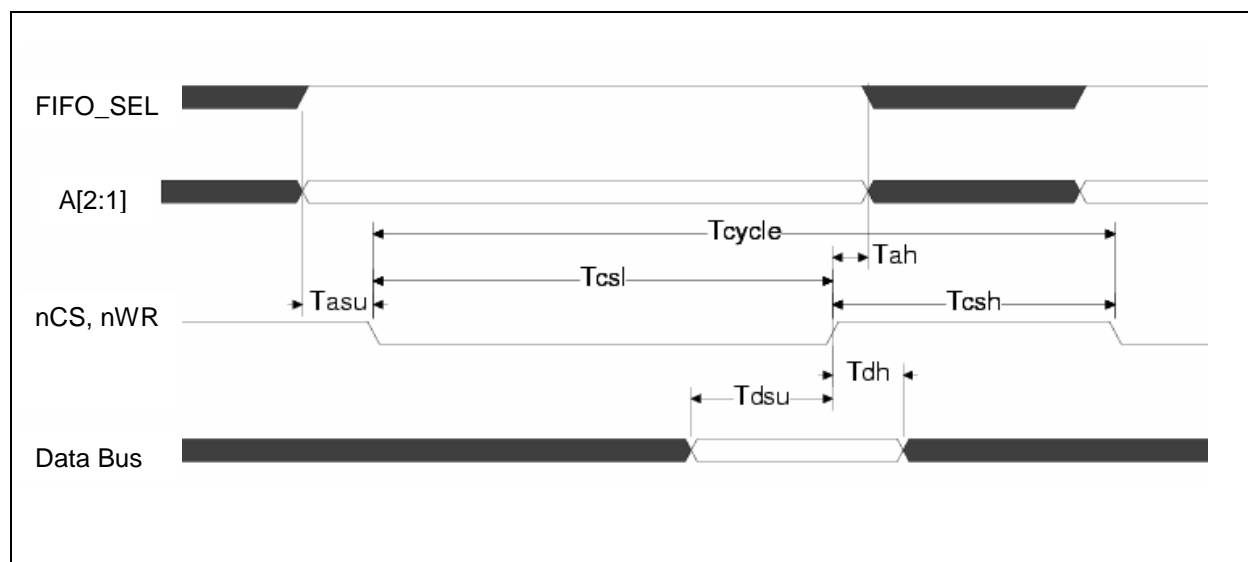 FIFO_SEL
A[2:1]
Tcycle
Tah
Tcsl
Tasu
Tcsh
nCS, nWR
Tdh
Tdsu
Data Bus